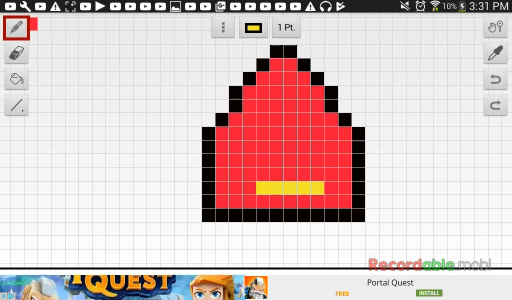 10% 3:31 PM
1 Pt.
Recordable.mobi
QUEST
FREE
Portal Quest
INSTALL